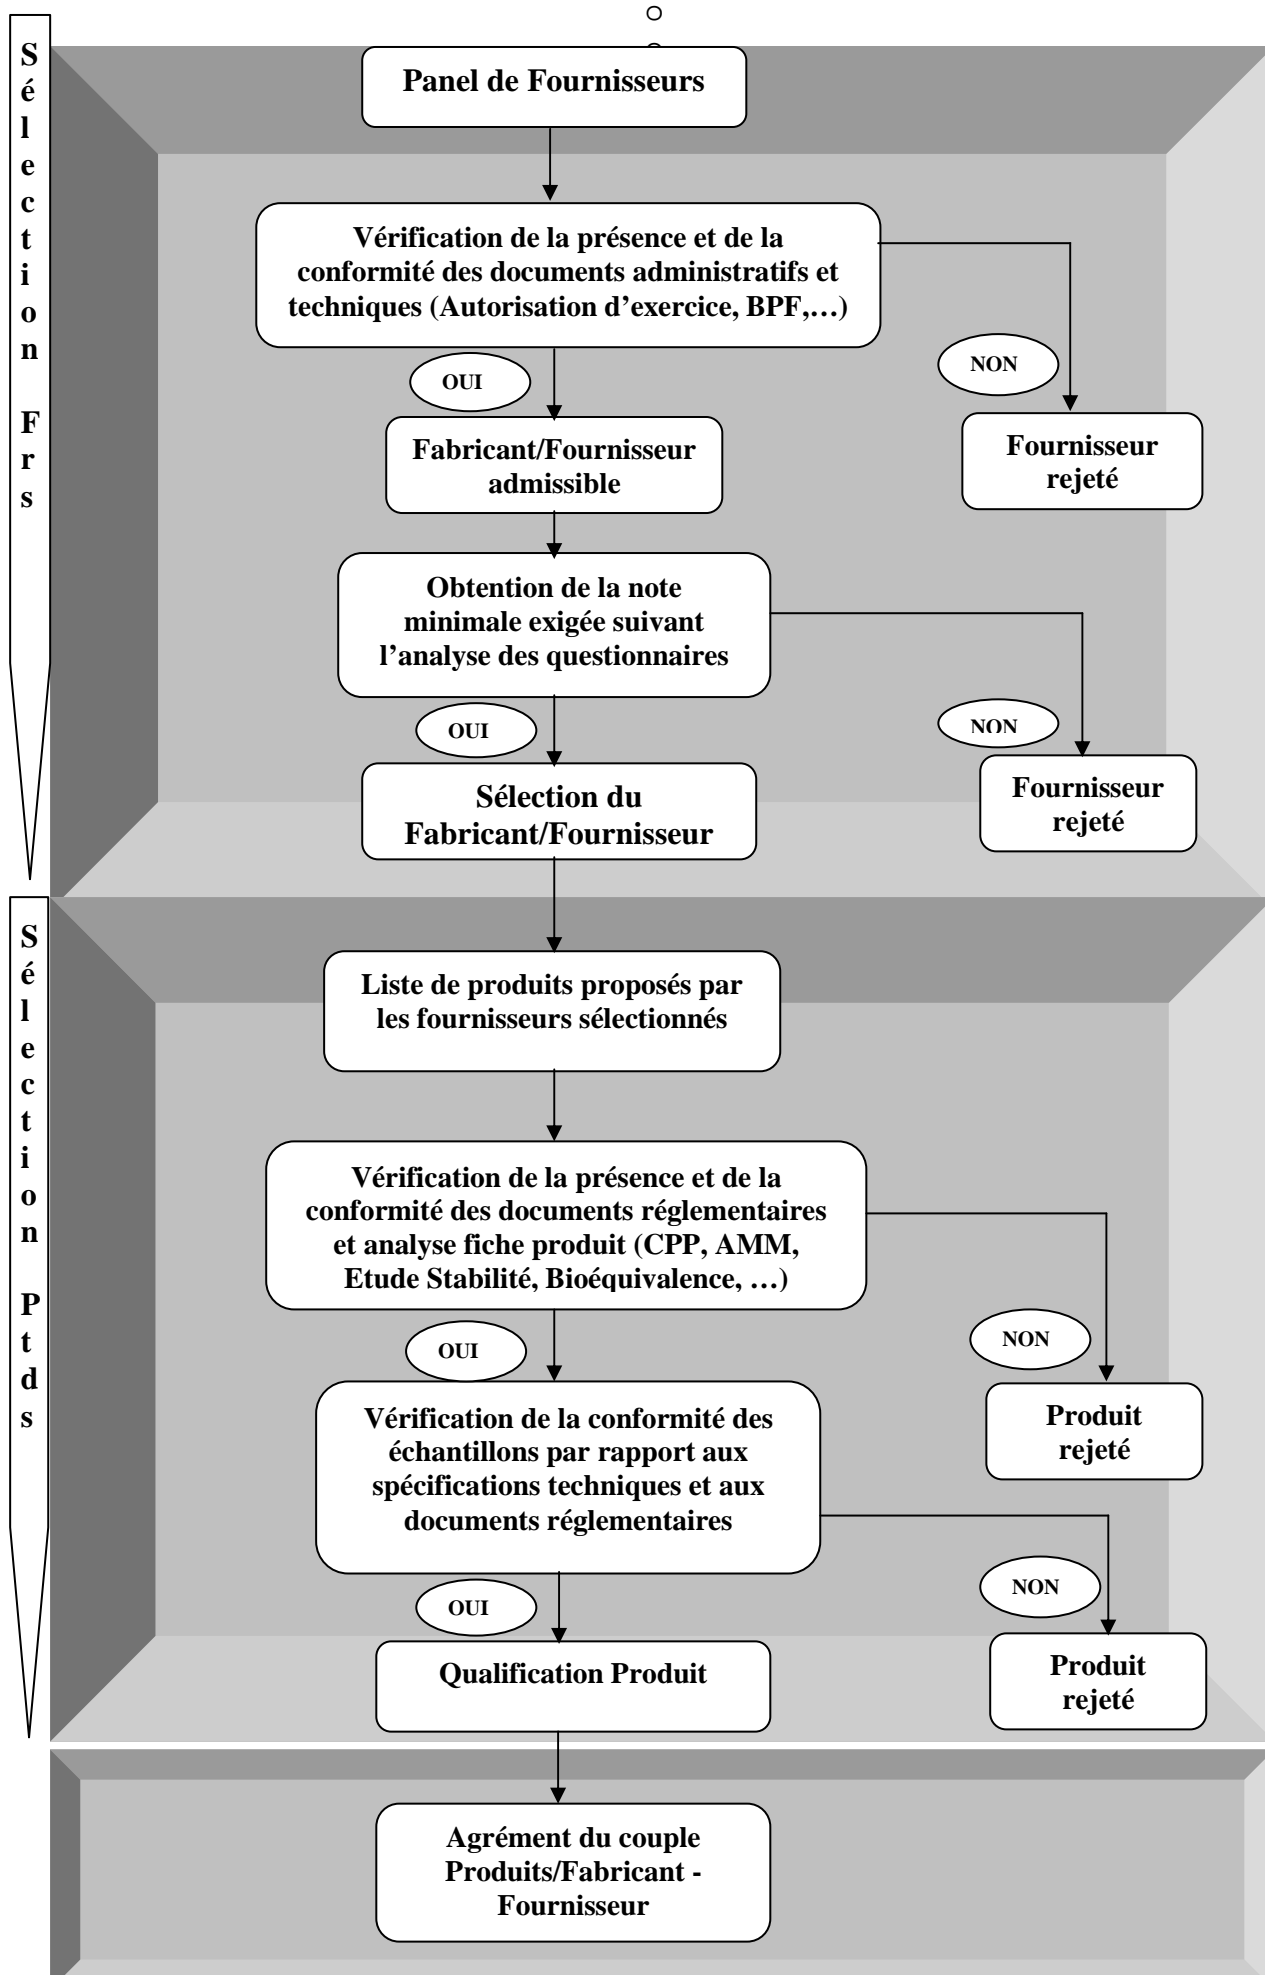 Sélection Frs
Panel de Fournisseurs
Vérification de la présence et de la
conformité des documents administratifs et
techniques (Autorisation d’exercice, BPF,…)
OUI
NON
Fabricant/Fournisseur
admissible
Fournisseur
rejeté
Obtention de la note
minimale exigée suivant
l’analyse des questionnaires
OUI
NON
Sélection du
Fabricant/Fournisseur
Fournisseur
rejeté
Sélection Ptds
Liste de produits proposés par
les fournisseurs sélectionnés
Vérification de la présence et de la
conformité des documents réglementaires
et analyse fiche produit (CPP, AMM,
Etude Stabilité, Bioéquivalence, …)
OUI
NON
Vérification de la conformité des
échantillons par rapport aux
spécifications techniques et aux
documents réglementaires
Produit
rejeté
OUI
NON
Qualification Produit
Produit
rejeté
Agrément du couple
Produits/Fabricant -
Fournisseur